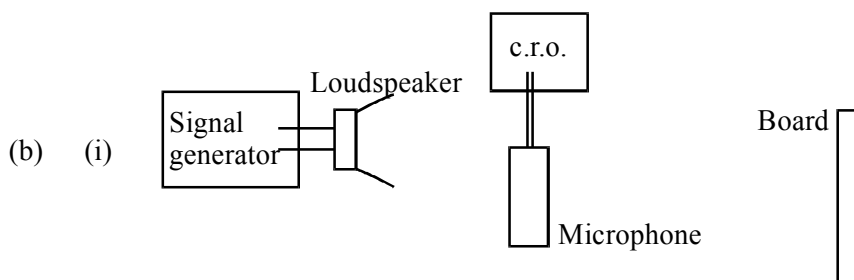 c.r.o.
Loudspeaker
Signal
generator
Board
(b) (i)
Microphone